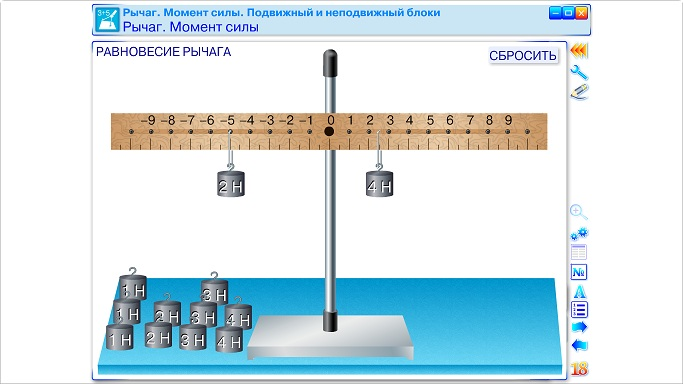 3+5
Рычаг. Момент силы. Подвижный и неподвижный блоки
Рычаг. Момент силы
РАВНОВЕСИЕ РЫЧАГА
СБРОСИТЬ
−9 −8 −7 −6 −5 −4 −3 −2 −1 0 1 2 3 4 5 6 7 8 9
2 Н 4 Н
1 Н 3 Н
1 Н 2 Н 3 Н 4 Н
1 Н 2 Н 3 Н 4 Н
№
А
18